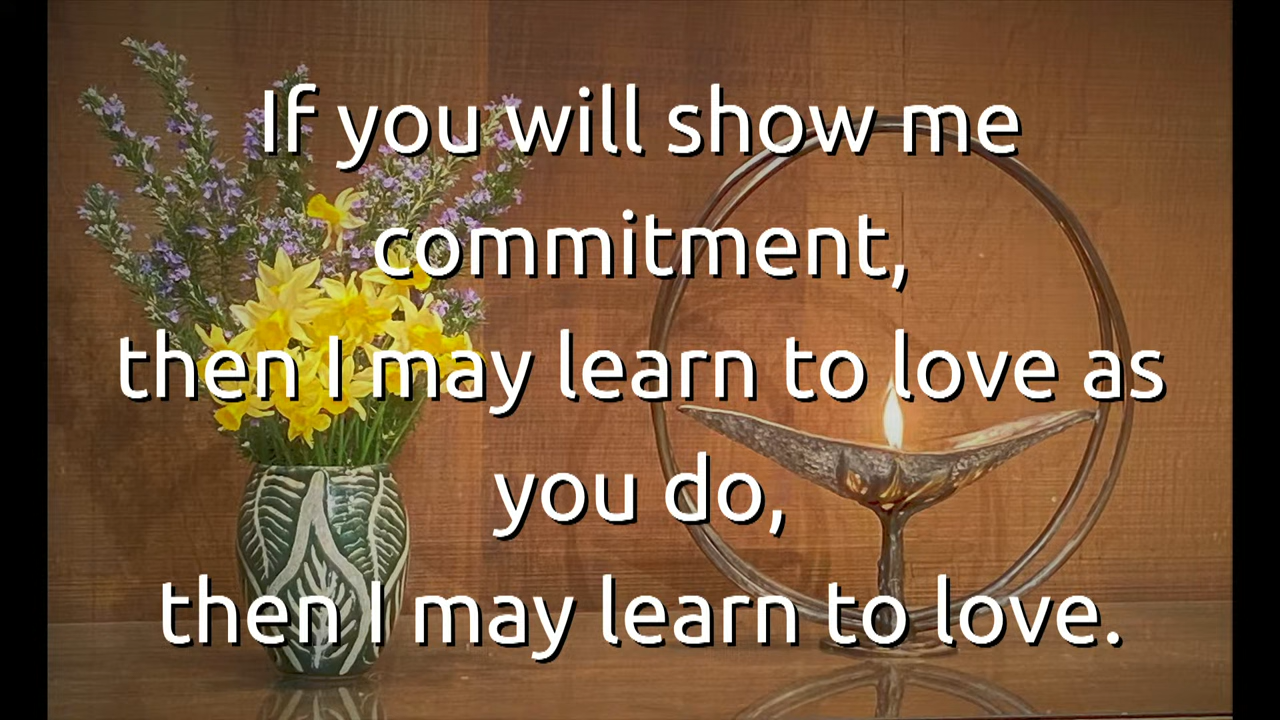 If you will show me
commitment,
then I may learn to love as
you do,
then I may learn to love.